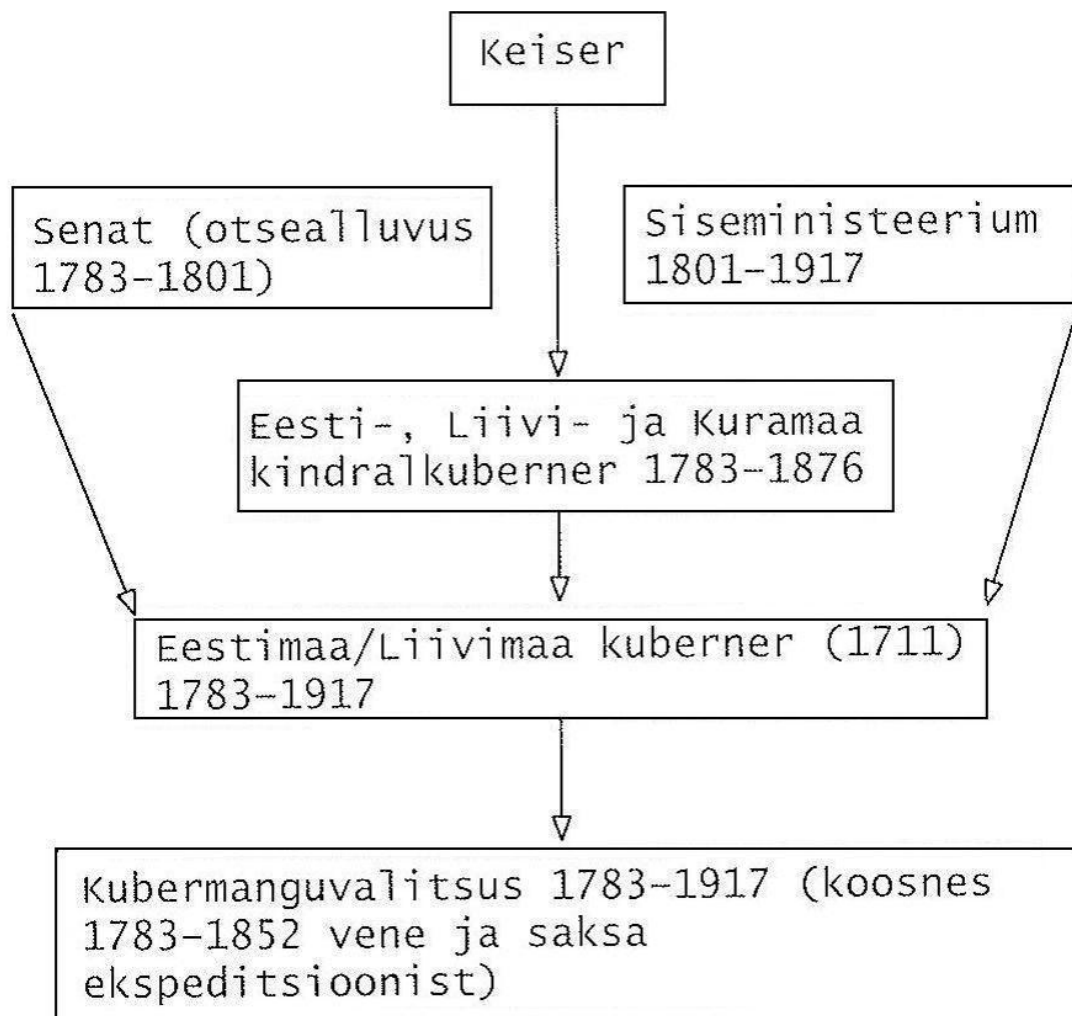 Keiser
Senat (otsealluvus
1783–1801)
Siseministeerium
1801–1917
Eesti-, Liivi- ja Kuramaa
kindralkuberner 1783–1876
Eestimaa/Liivimaa kuberner (1711)
1783–1917
Kubermanguvalitsus 1783–1917 (koosnes
1783–1852 vene ja saksa
ekspeditsioonist)